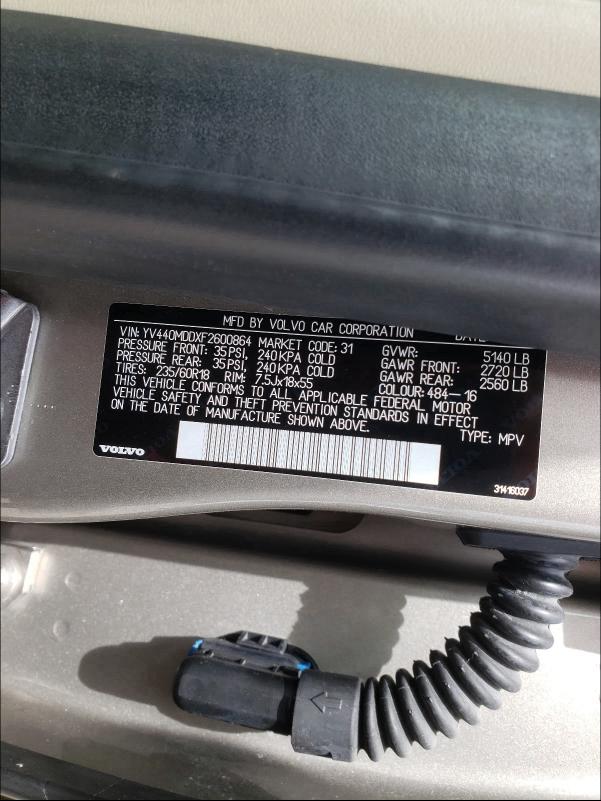 MFD BY VOLVO CAR CORPORATION DATE
VIN: YV440MDDXF2600864 MARKET CODE: 31 GVWR: 5140 LB
PRESSURE FRONT: 35PSI, 240KPA COLD GAWR FRONT: 2720 LB
PRESSURE REAR: 35PSI, 240KPA COLD GAWR REAR: 2560 LB
TIRES: 235/60R18 RIM: 7.5Jx18x55 COLOUR: 484-16
THIS VEHICLE CONFORMS TO ALL APPLICABLE FEDERAL MOTOR
VEHICLE SAFETY AND THEFT PREVENTION STANDARDS IN EFFECT
ON THE DATE OF MANUFACTURE SHOWN ABOVE. TYPE: MPV
VOLVO
31416037